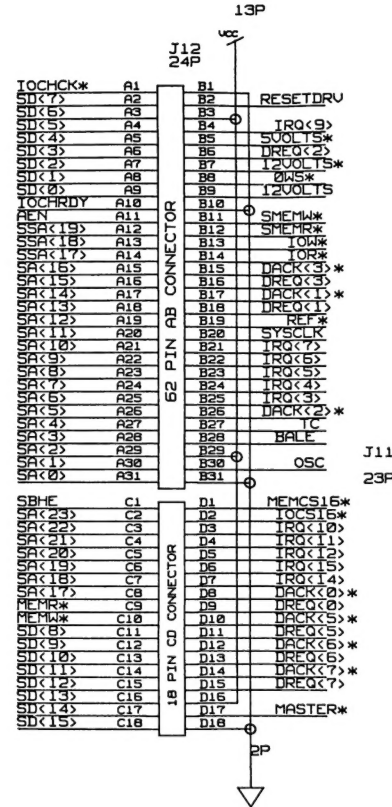 13P
VCC
J12
24P
IOCHCK* A1 B1
SD<7> A2 B2 RESETDRV
SD<6> A3 B3
SD<5> A4 B4 IRQ<9>
SD<4> A5 B5 5VOLTS*
SD<3> A6 B6 DREQ<2>
SD<2> A7 B7 12VOLTS*
SD<1> A8 B8 0WS*
SD<0> A9 B9 12VOLTS
IOCHRDY A10 B10
AEN A11 B11 SMEMW*
SSA<19> A12 B12 SMEMR*
SSA<18> A13 B13 IOW*
SSA<17> A14 B14 IOR*
SA<16> A15 B15 DACK<3>*
SA<15> A16 B16 DREQ<3>
SA<14> A17 B17 DACK<1>*
SA<13> A18 B18 DREQ<1>
SA<12> A19 B19 REF*
SA<11> A20 B20 SYSCLK
SA<10> A21 B21 IRQ<7>
SA<9> A22 B22 IRQ<6>
SA<8> A23 B23 IRQ<5>
SA<7> A24 B24 IRQ<4>
SA<6> A25 B25 IRQ<3>
SA<5> A26 B26 DACK<2>*
SA<4> A27 B27 TC
SA<3> A28 B28 BALE
SA<2> A29 B29
SA<1> A30 B30 OSC
SA<0> A31 B31
62 PIN AB CONNECTOR
J11
23P
SBHE C1 D1 MEMCS16*
SA<23> C2 D2 IOCS16*
SA<22> C3 D3 IRQ<10>
SA<21> C4 D4 IRQ<11>
SA<20> C5 D5 IRQ<12>
SA<19> C6 D6 IRQ<15>
SA<18> C7 D7 IRQ<14>
SA<17> C8 D8 DACK<0>*
MEMR* C9 D9 DREQ<0>
MEMW* C10 D10 DACK<5>*
SD<8> C11 D11 DREQ<5>
SD<9> C12 D12 DACK<6>*
SD<10> C13 D13 DREQ<6>
SD<11> C14 D14 DACK<7>*
SD<12> C15 D15 DREQ<7>
SD<13> C16 D16
SD<14> C17 D17 MASTER*
SD<15> C18 D18
18 PIN CD CONNECTOR
2P